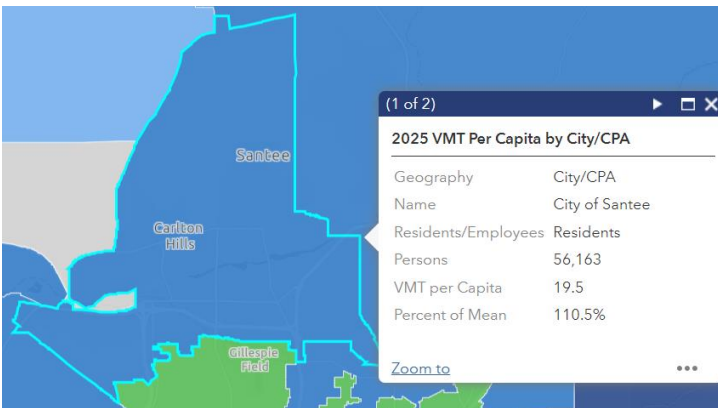 (1 of 2)
2025 VMT Per Capita by City/CPA
Geography City/CPA
Name City of Santee
Residents/Employees Residents
Persons 56,163
VMT per Capita 19.5
Percent of Mean 110.5%
Zoom to
Santee
Carlton
Hills
Gillespie
Field